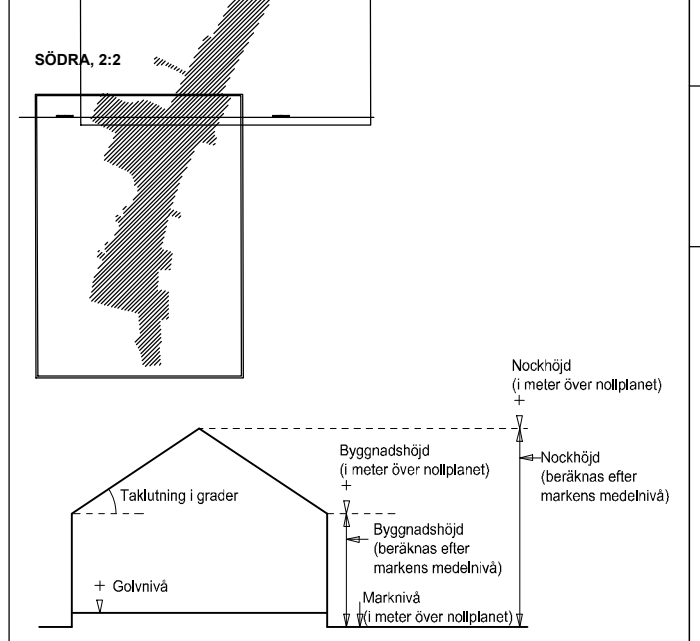 SÖDRA, 2:2
Nockhöjd
(i meter över nollplanet)
+
Byggnadshöjd
(i meter över nollplanet)
+
Nockhöjd
(beräknas efter
markens medelnivå)
Taklutning i grader
Byggnadshöjd
(beräknas efter
markens medelnivå)
+ Golvnivå
Marknivå
(i meter över nollplanet)